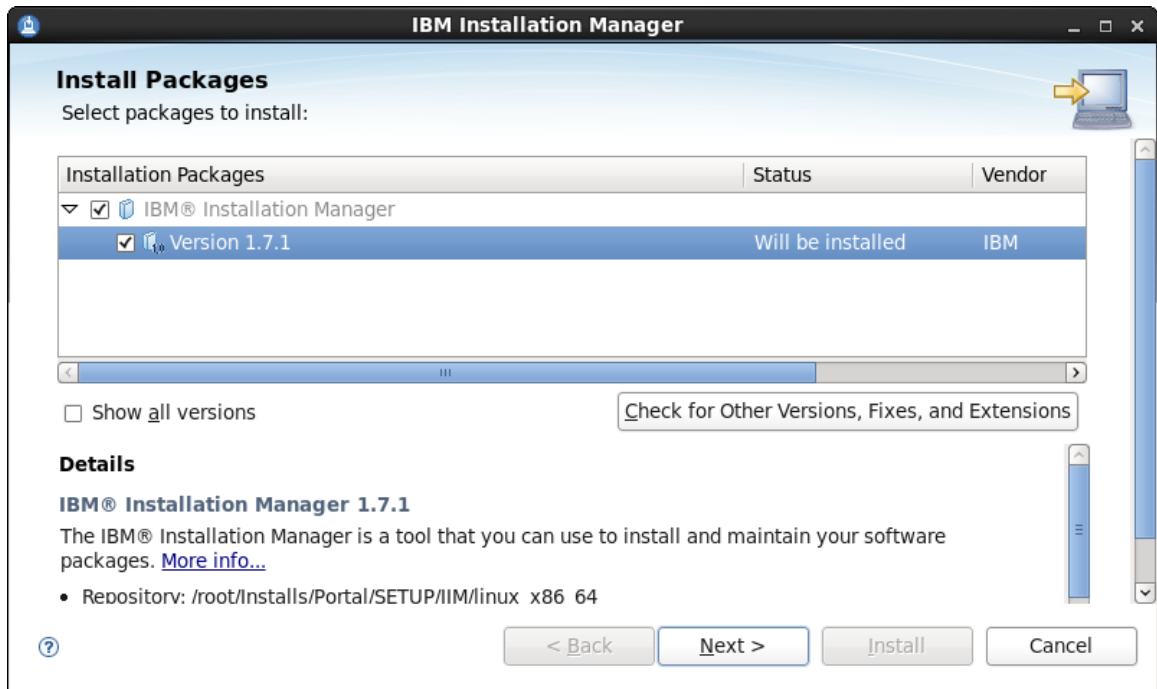 IBM Installation Manager
Install Packages
Select packages to install:
Installation Packages Status Vendor
IBM® Installation Manager
Version 1.7.1 Will be installed IBM
Show all versions Check for Other Versions, Fixes, and Extensions
Details
IBM® Installation Manager 1.7.1
The IBM® Installation Manager is a tool that you can use to install and maintain your software
packages. More info...
• Repository: /root/Installs/Portal/SETUP/IIM/linux_x86_64
< Back Next > Install Cancel